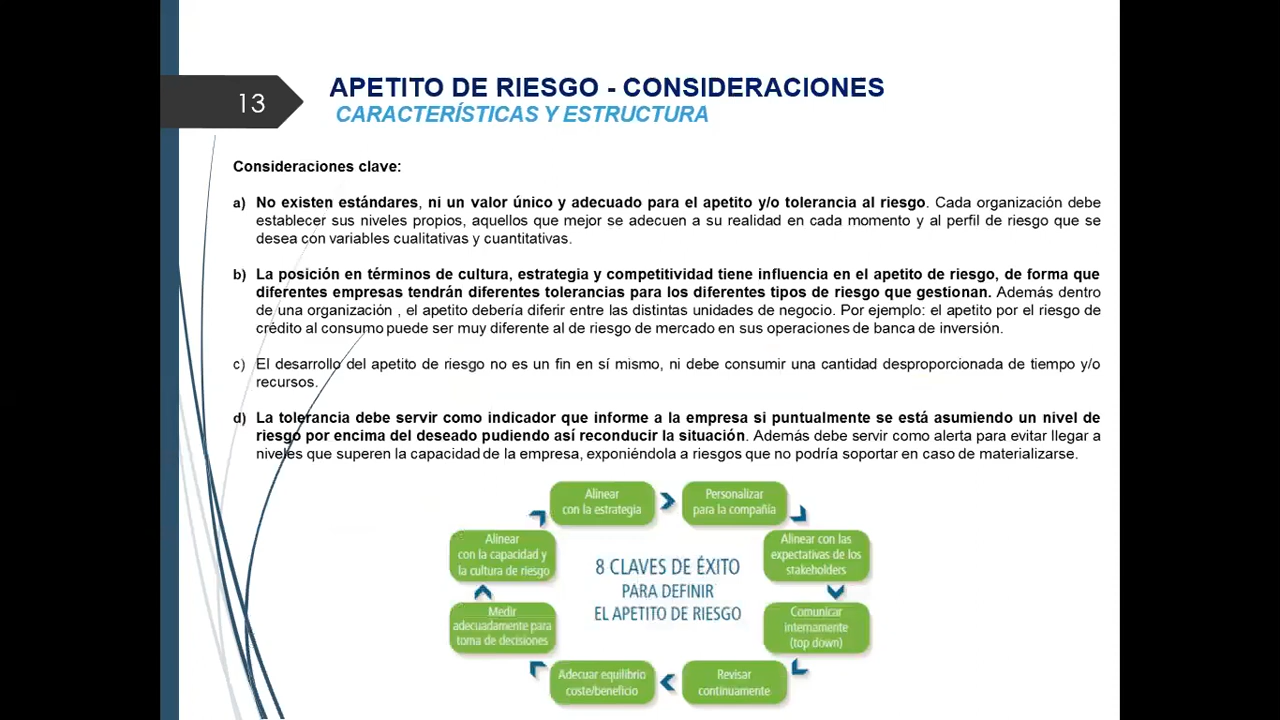 13
APETITO DE RIESGO - CONSIDERACIONES
CARACTERÍSTICAS Y ESTRUCTURA
Consideraciones clave:
a) No existen estándares, ni un valor único y adecuado para el apetito y/o tolerancia al riesgo. Cada organización debe
establecer sus niveles propios, aquellos que mejor se adecuen a su realidad en cada momento y al perfil de riesgo que se
desea con variables cualitativas y cuantitativas.
b) La posición en términos de cultura, estrategia y competitividad tiene influencia en el apetito de riesgo, de forma que
diferentes empresas tendrán diferentes tolerancias para los diferentes tipos de riesgo que gestionan. Además dentro
de una organización , el apetito debería diferir entre las distintas unidades de negocio. Por ejemplo: el apetito por el riesgo de
crédito al consumo puede ser muy diferente al de riesgo de mercado en sus operaciones de banca de inversión.
c) El desarrollo del apetito de riesgo no es un fin en sí mismo, ni debe consumir una cantidad desproporcionada de tiempo y/o
recursos.
d) La tolerancia debe servir como indicador que informe a la empresa si puntualmente se está asumiendo un nivel de
riesgo por encima del deseado pudiendo así reconducir la situación. Además debe servir como alerta para evitar llegar a
niveles que superen la capacidad de la empresa, exponiéndola a riesgos que no podría soportar en caso de materializarse.
8 CLAVES DE ÉXITO
PARA DEFINIR
EL APETITO DE RIESGO
Alinear
con la estrategia
Personalizar
para la compañía
Alinear con las
expectativas de los
stakeholders
Comunicar
internamente
(top down)
Revisar
continuamente
Adecuar equilibrio
coste/beneficio
Medir
adecuadamente para
toma de decisiones
Alinear
con la capacidad y
la cultura de riesgo